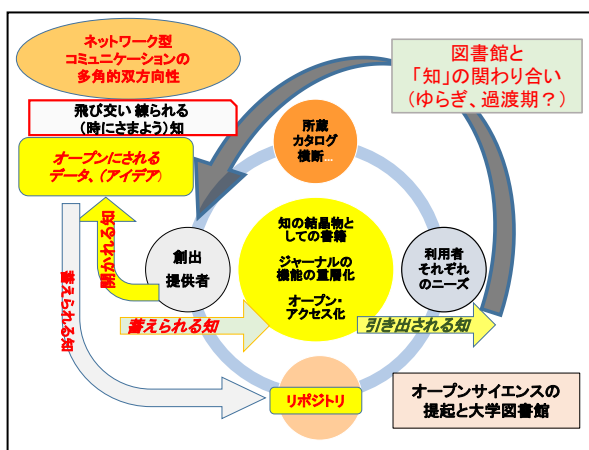 ネットワーク型
コミュニケーションの
多角的双方向性
飛び交い 練られる
(時にさまよう)知
オープンにされる
データ、(アイデア)
図書館と
「知」の関わり合い
(ゆらぎ、過渡期?)
所蔵
カタログ
横断...
開かれる知
蓄えられる知
創出
提供者
知の結晶物と
しての書籍
ジャーナルの
機能の重層化
オープン・
アクセス化
利用者
それぞれ
のニーズ
蓄えられる知
引き出される知
リポジトリ
オープンサイエンスの
提起と大学図書館